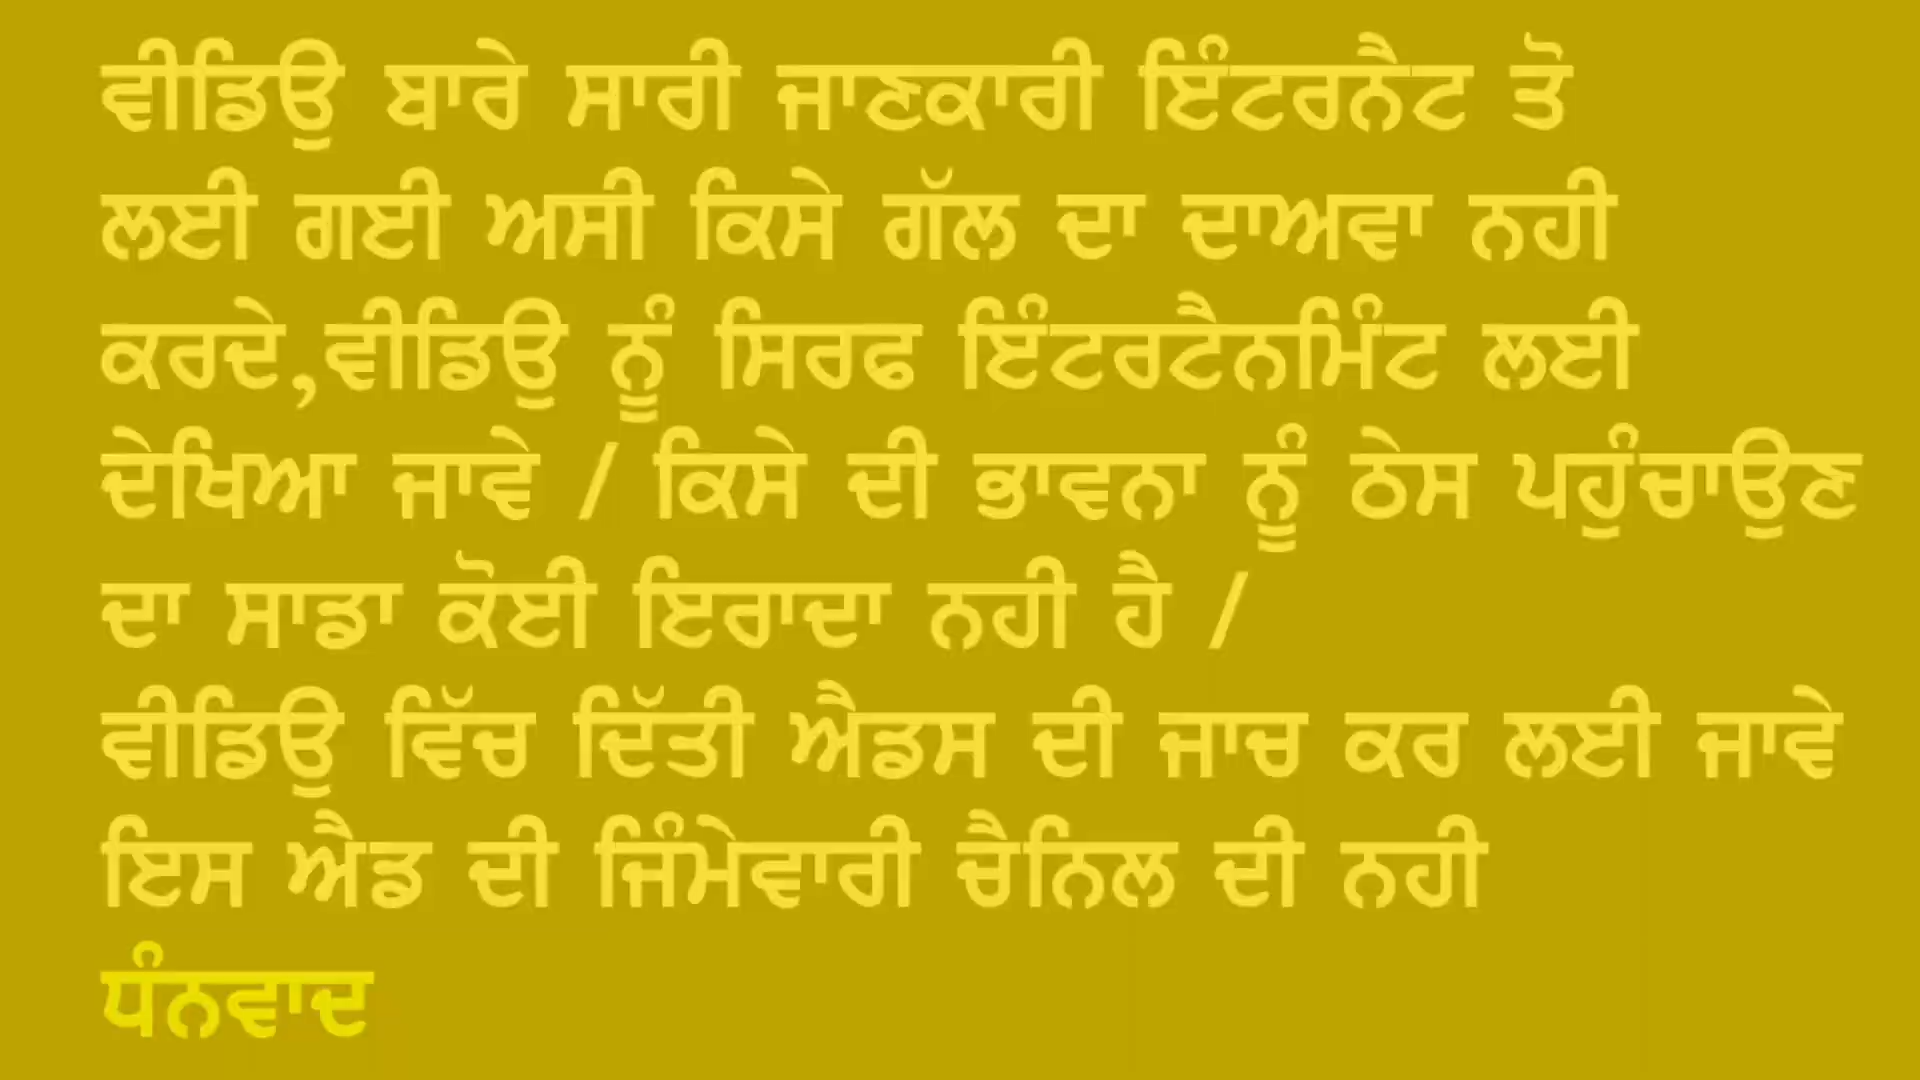 ਵੀਡਿਉ ਬਾਰੇ ਸਾਰੀ ਜਾਣਕਾਰੀ ਇੰਟਰਨੈਟ ਤੋ
ਲਈ ਗਈ ਅਸੀ ਕਿਸੇ ਗੱਲ ਦਾ ਦਾਅਵਾ ਨਹੀ
ਕਰਦੇ,ਵੀਡਿਉ ਨੂੰ ਸਿਰਫ ਇੰਟਰਟੈਨਮਿੰਟ ਲਈ
ਦੇਖਿਆ ਜਾਵੇ / ਕਿਸੇ ਦੀ ਭਾਵਨਾ ਨੂੰ ਠੇਸ ਪਹੁੰਚਾਉਣ
ਦਾ ਸਾਡਾ ਕੋਈ ਇਰਾਦਾ ਨਹੀ ਹੈ /
ਵੀਡਿਉ ਵਿੱਚ ਦਿੱਤੀ ਐਡਸ ਦੀ ਜਾਚ ਕਰ ਲਈ ਜਾਵੇ
ਇਸ ਐਡ ਦੀ ਜਿੰਮੇਵਾਰੀ ਚੈਨਿਲ ਦੀ ਨਹੀ
ਧੰਨਵਾਦ